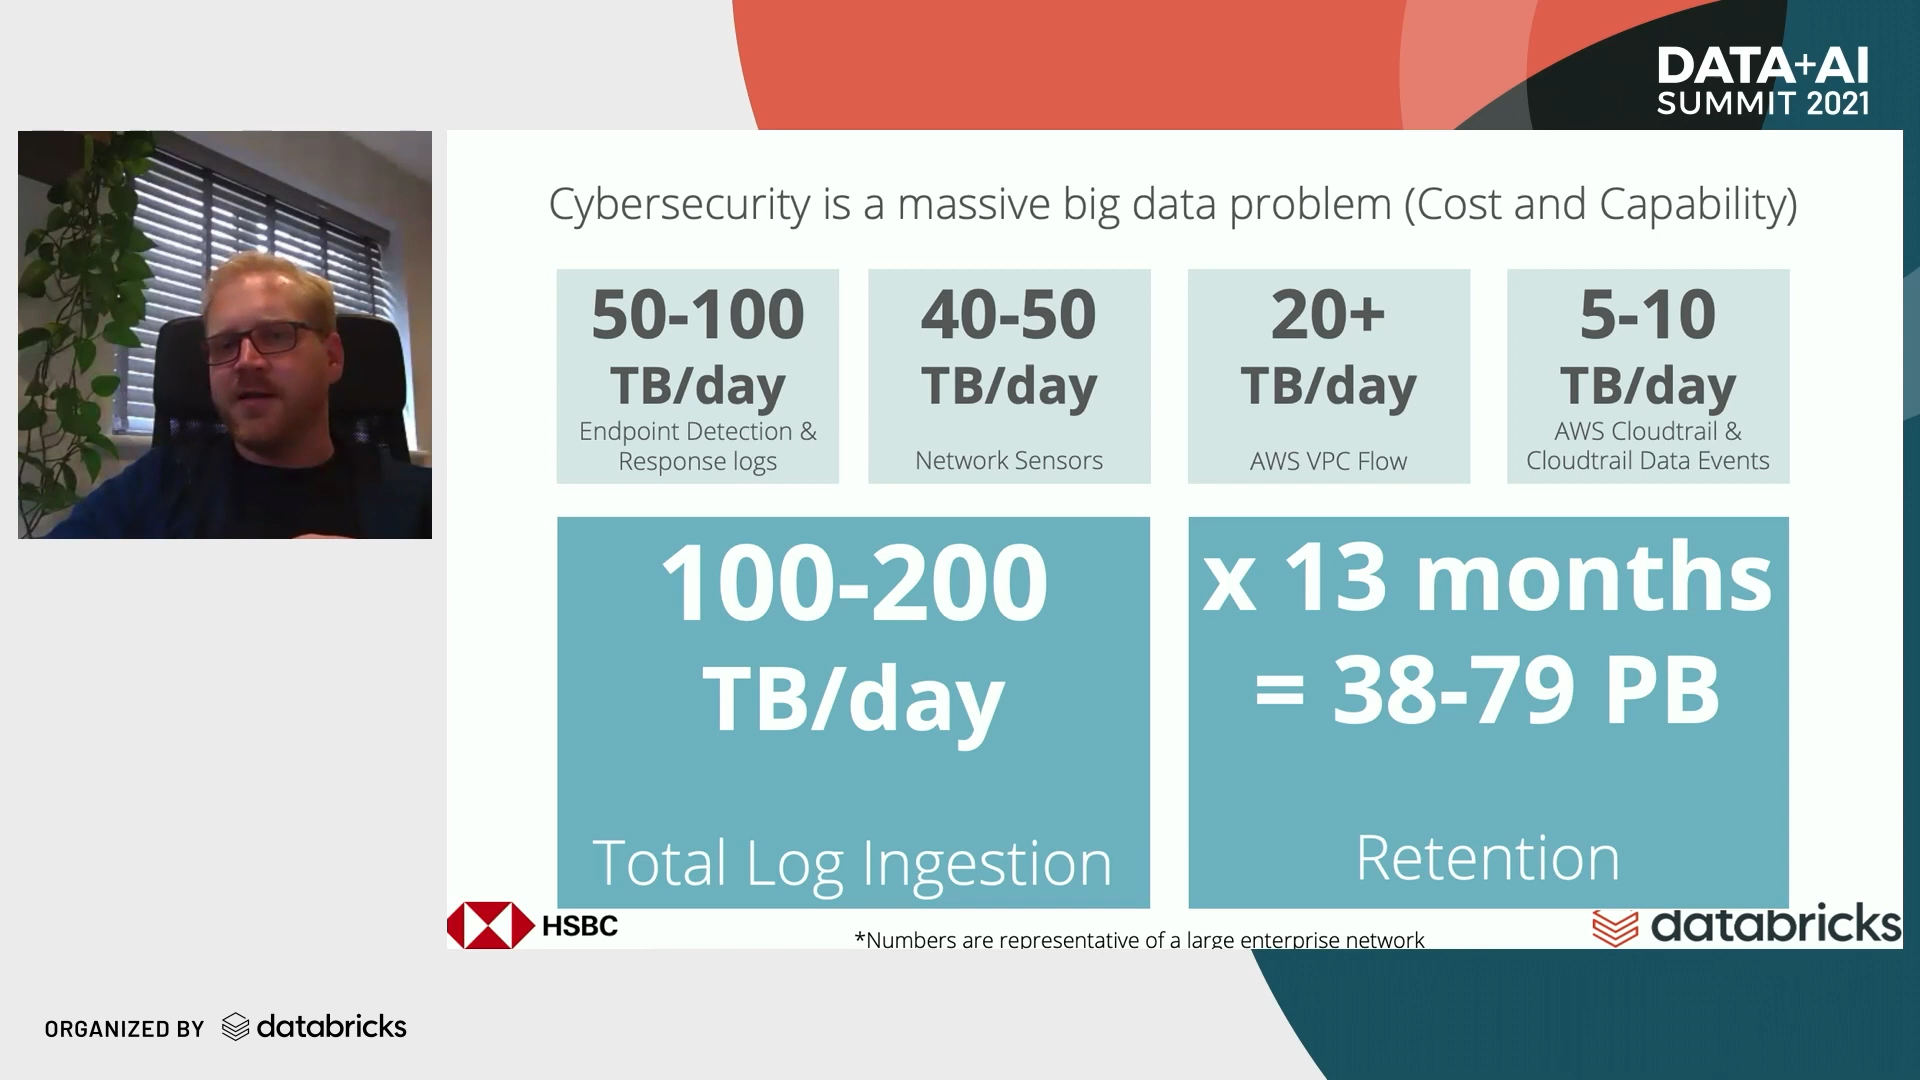 DATA+AI
SUMMIT 2021
Cybersecurity is a massive big data problem (Cost and Capability)
50-100
TB/day
Endpoint Detection &
Response logs
40-50
TB/day
Network Sensors
20+
TB/day
AWS VPC Flow
5-10
TB/day
AWS Cloudtrail &
Cloudtrail Data Events
100-200
TB/day
Total Log Ingestion
x 13 months
= 38-79 PB
Retention
HSBC
*Numbers are representative of a large enterprise network
databricks
ORGANIZED BY databricks